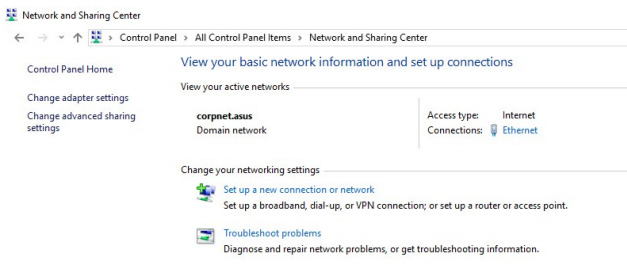 Network and Sharing Center
Control Panel > All Control Panel Items > Network and Sharing Center
Control Panel Home
Change adapter settings
Change advanced sharing
settings
View your basic network information and set up connections
View your active networks
corpnet.asus
Domain network
Access type: Internet
Connections: Ethernet
Change your networking settings
Set up a new connection or network
Set up a broadband, dial-up, or VPN connection; or set up a router or access point.
Troubleshoot problems
Diagnose and repair network problems, or get troubleshooting information.